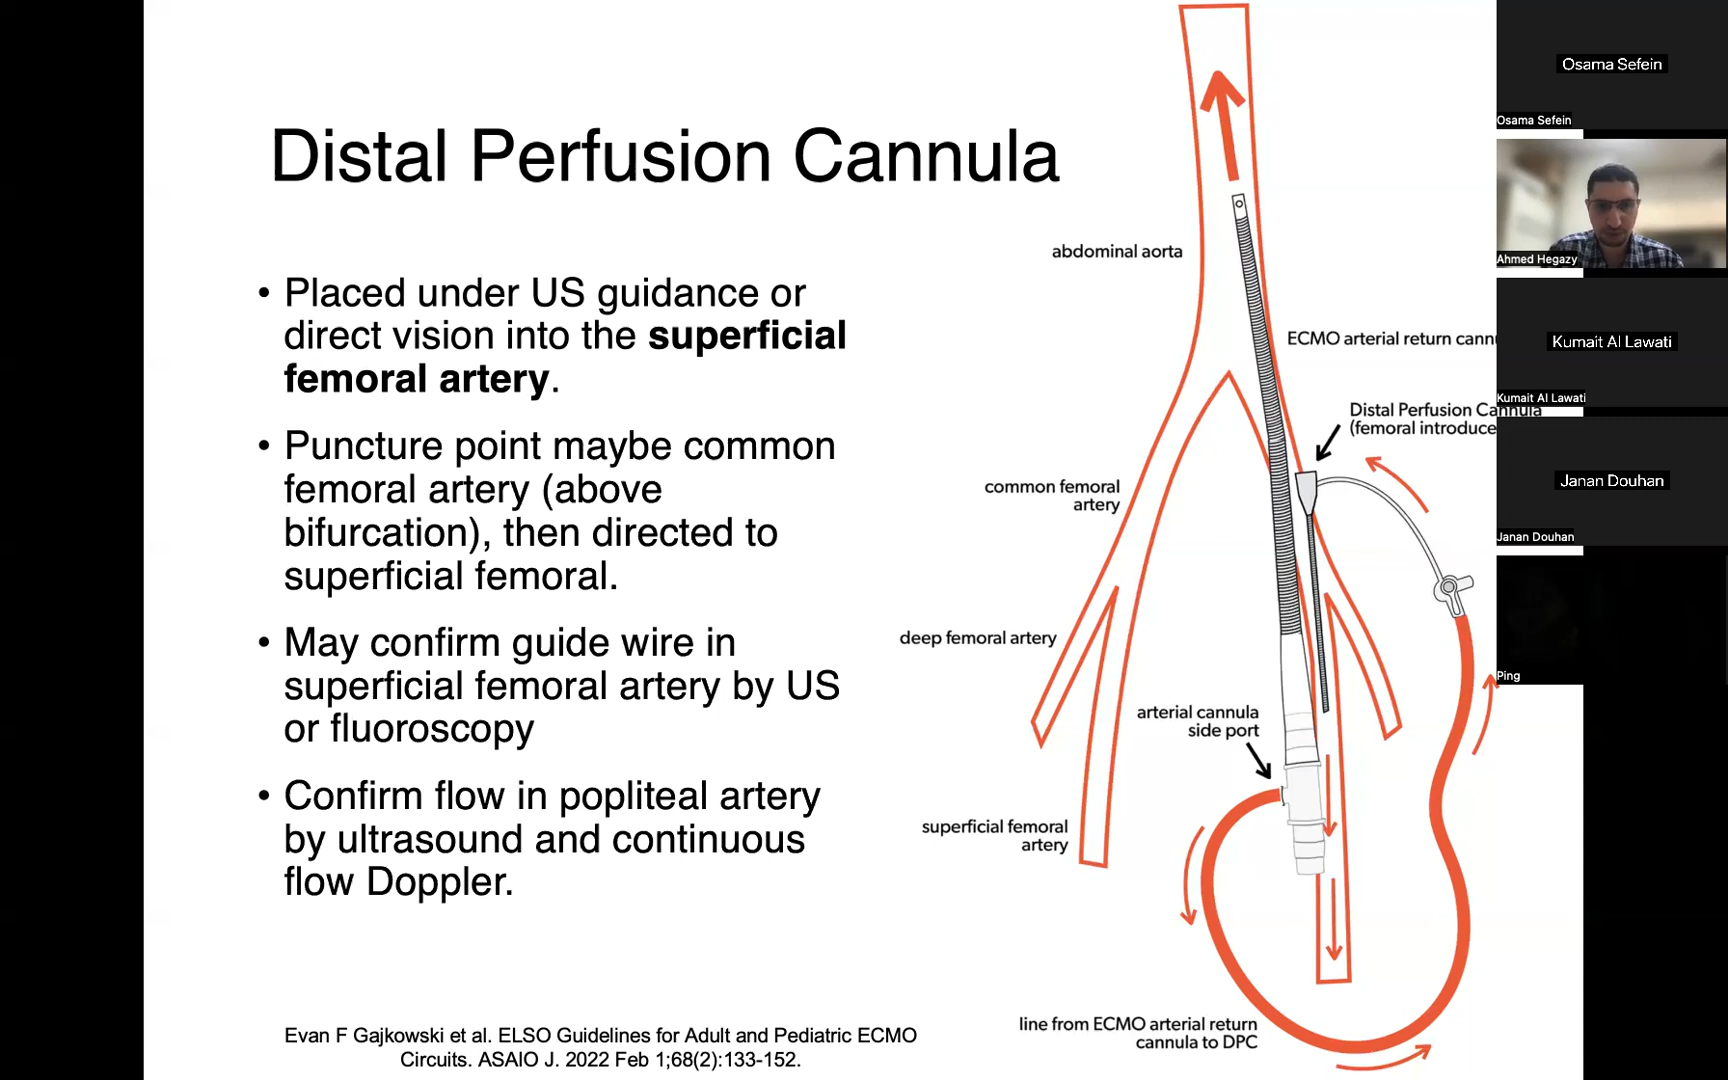 Distal Perfusion Cannula
• Placed under US guidance or
direct vision into the superficial
femoral artery.
• Puncture point maybe common
femoral artery (above
bifurcation), then directed to
superficial femoral.
• May confirm guide wire in
superficial femoral artery by US
or fluoroscopy
• Confirm flow in popliteal artery
by ultrasound and continuous
flow Doppler.
Evan F Gajkowski et al. ELSO Guidelines for Adult and Pediatric ECMO
Circuits. ASAIO J. 2022 Feb 1;68(2):133-152.
abdominal aorta
ECMO arterial return
Distal Perfusion Cannula
(femoral
common femoral
artery
deep femoral artery
arterial cannula
side port
superficial femoral
artery
line from ECMO arterial return
cannula to DPC
Osama Sefein
Osama Sefein
Ahmed Hegazy
Kumait Al Lawati
Kumait Al Lawati
Janan Douhan
Janan Douhan
Ping